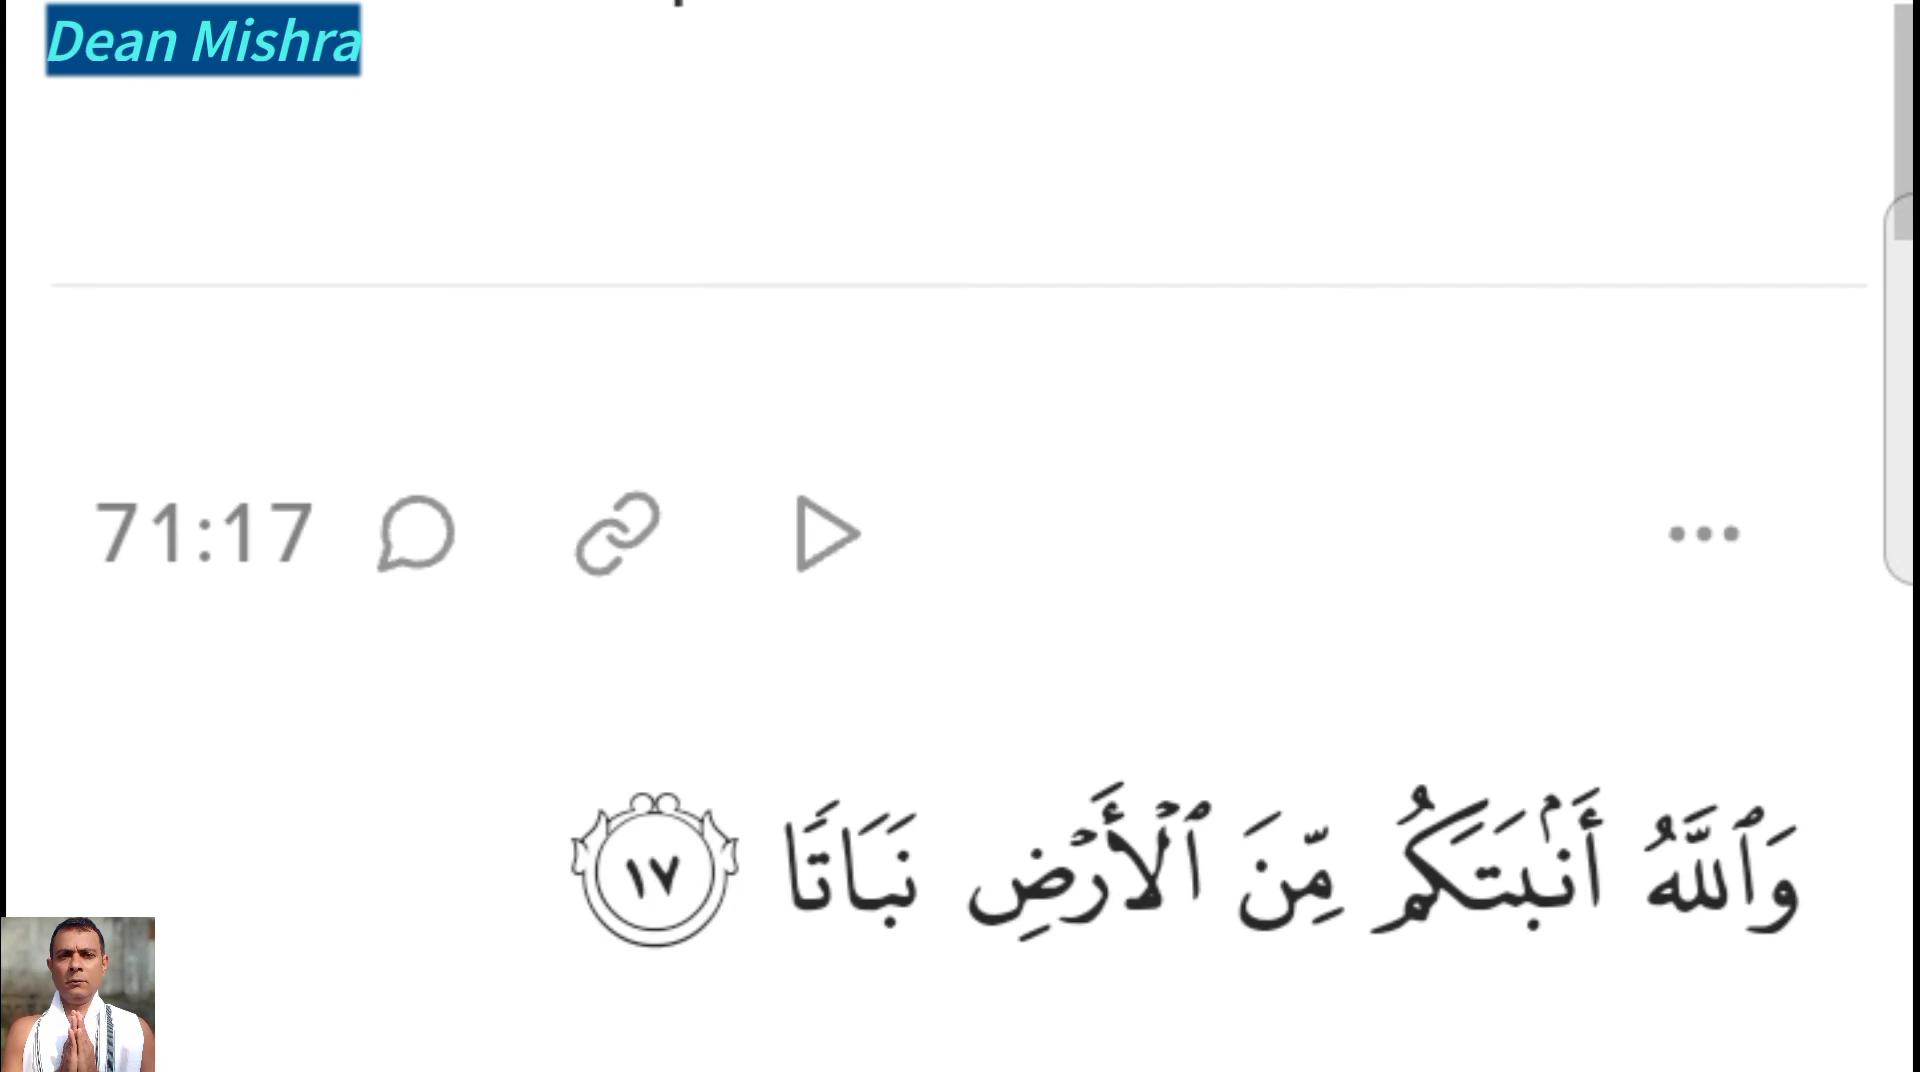 Dean Mishra
71:17
وَٱللَّهُ أَنۢبَتَكُم مِّنَ ٱلْأَرْضِ نَبَاتًا ١٧